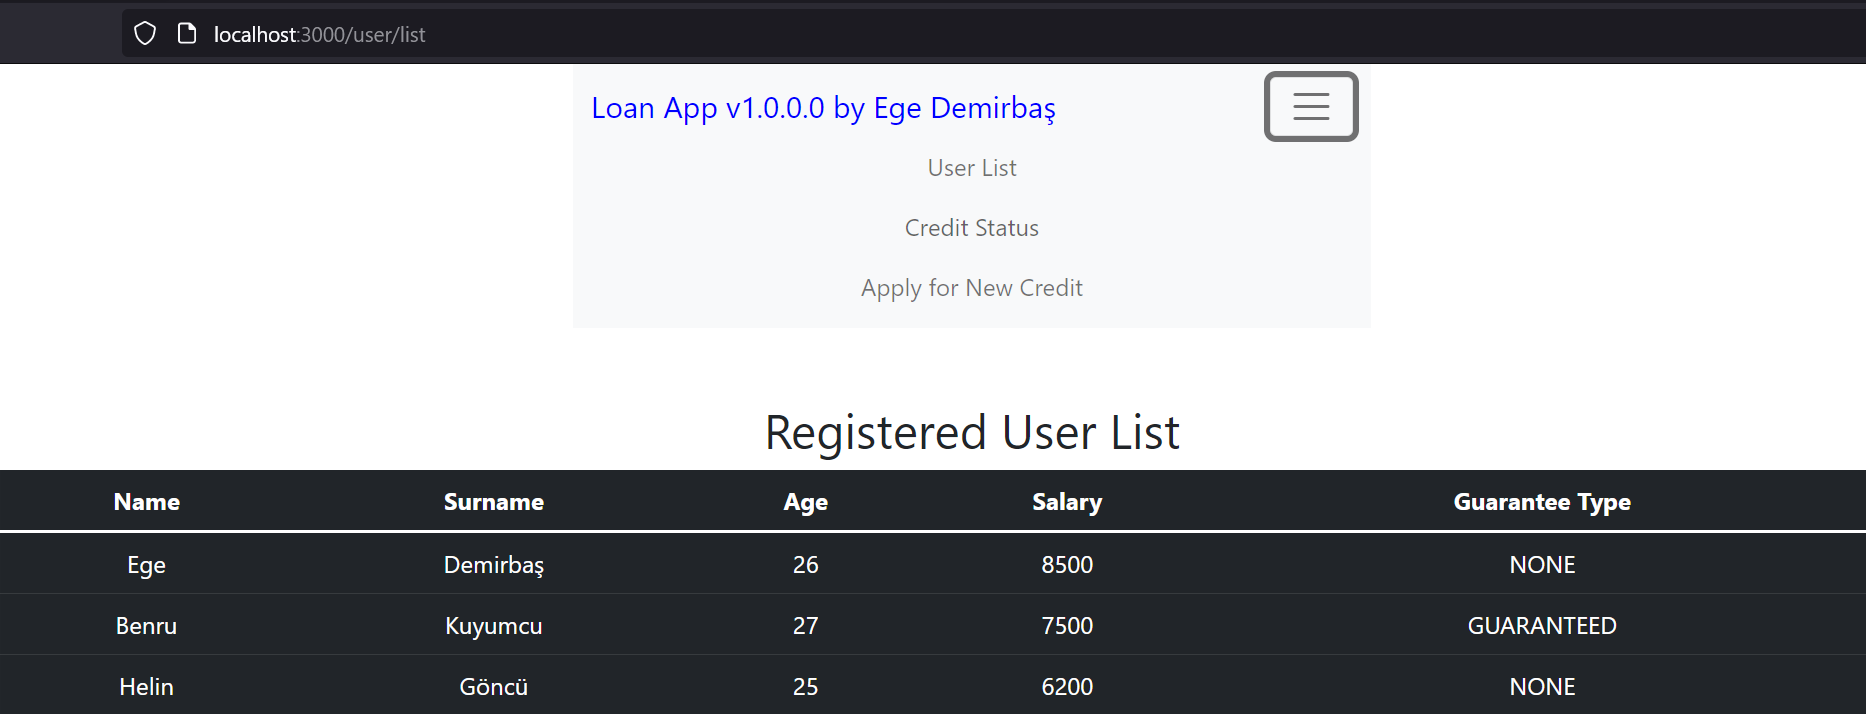 localhost:3000/user/list
Loan App v1.0.0.0 by Ege Demirbaş
User List
Credit Status
Apply for New Credit
Registered User List
Name Surname Age Salary Guarantee Type
Ege Demirbaş 26 8500 NONE
Benru Kuyumcu 27 7500 GUARANTEED
Helin Göncü 25 6200 NONE